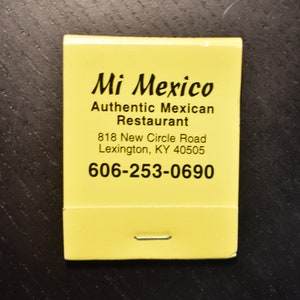 Mi Mexico
Authentic Mexican
Restaurant
818 New Circle Road
Lexington, KY 40505
606-253-0690